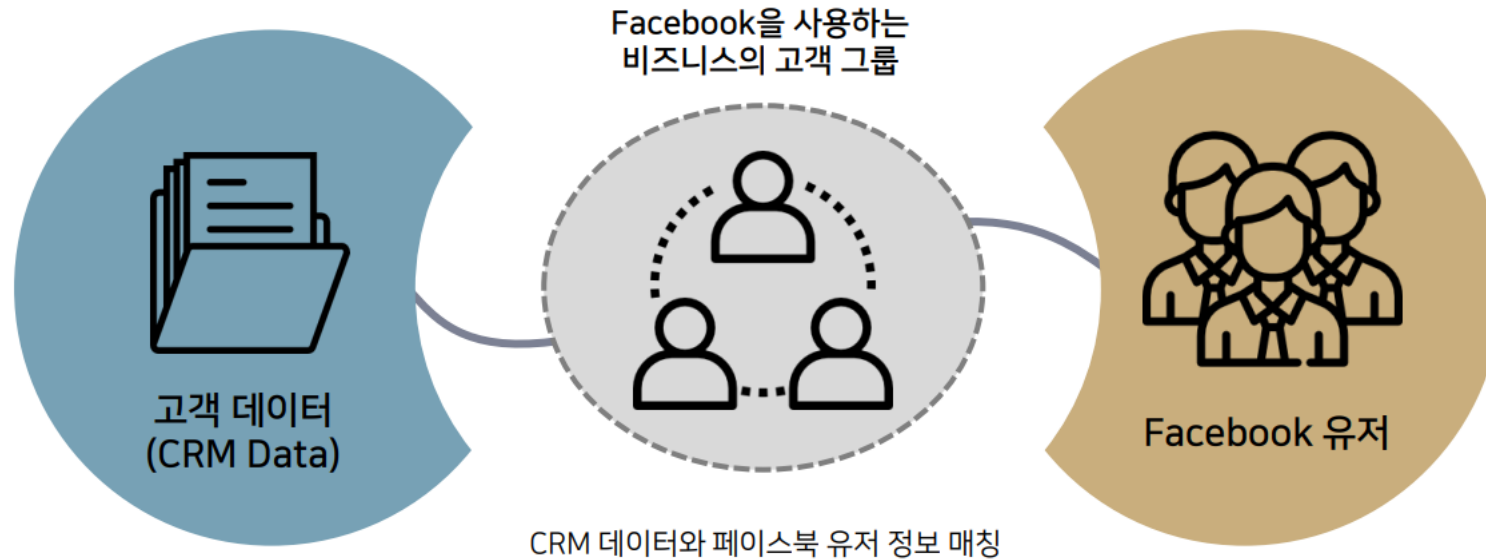 Facebook을 사용하는
비즈니스의 고객 그룹
고객 데이터
(CRM Data)
Facebook 유저
CRM 데이터와 페이스북 유저 정보 매칭